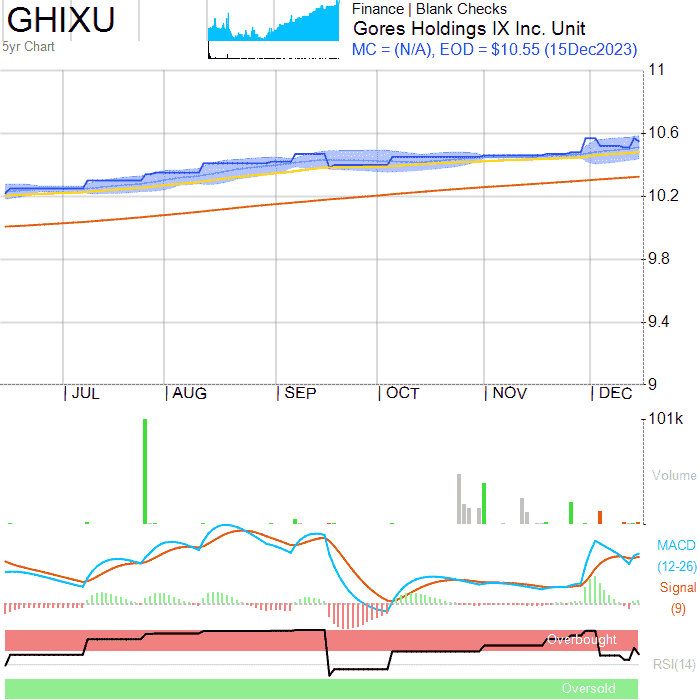 GHIXU
5yr Chart
Finance | Blank Checks
Gores Holdings IX Inc. Unit
MC = (N/A), EOD = $10.55 (15Dec2023)
11
10.6
10.2
9.8
9.4
9
JUL AUG SEP OCT NOV DEC
101k
Volume
MACD
(12-26)
Signal
(9)
Overbought
RSI(14)
Oversold